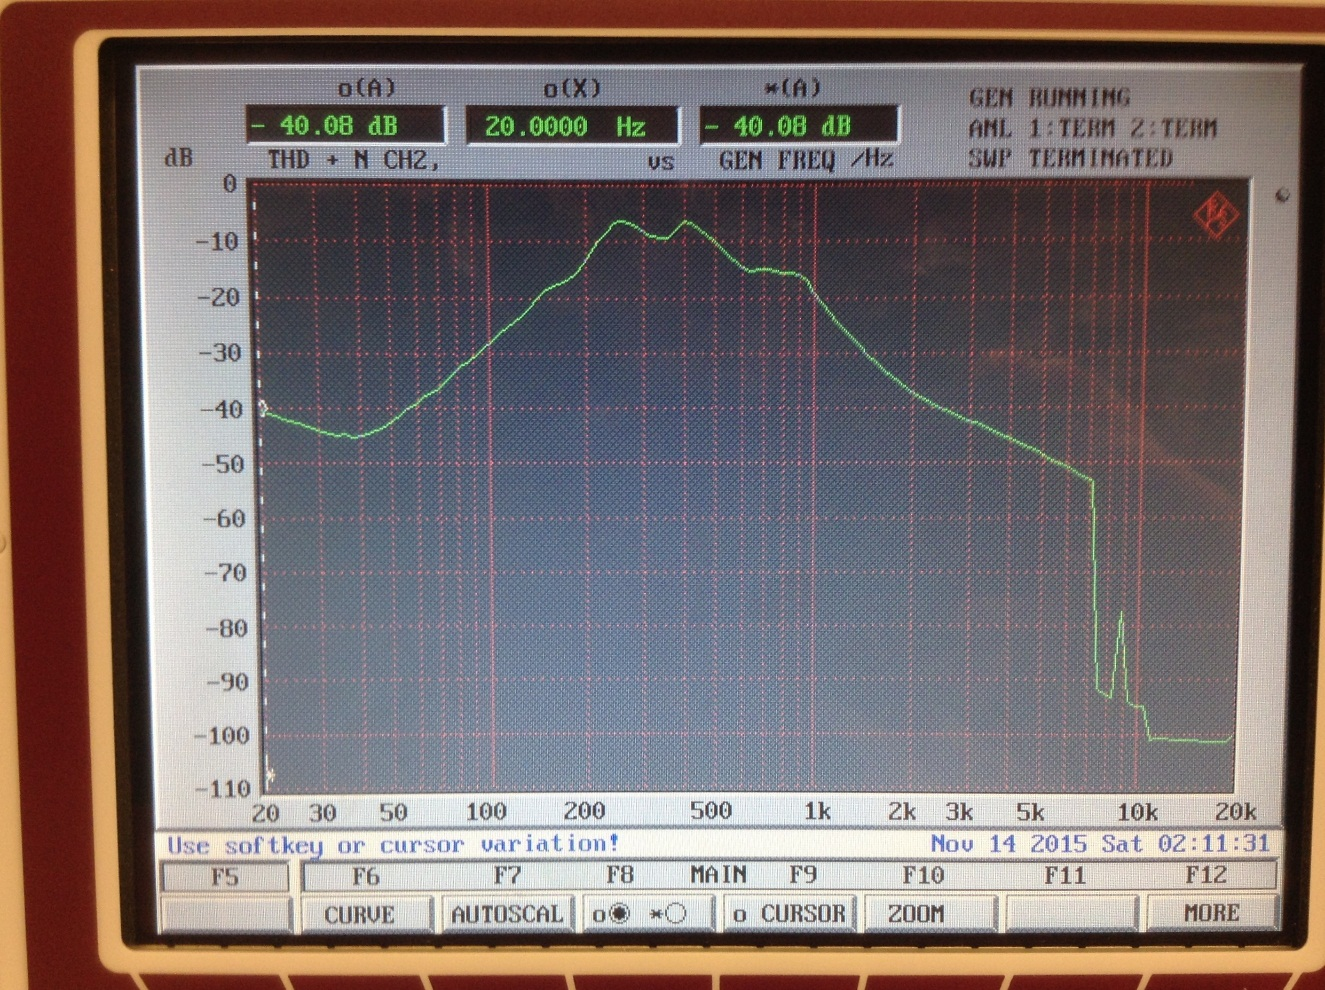 o(A) o(X) *(A)
- 40.08 dB 20.0000 Hz - 40.08 dB
GEN RUNNING
ANL 1:TERM 2:TERM
SWP TERMINATED
dB THD + N CH2, vs GEN FREQ /Hz
0
-10
-20
-30
-40
-50
-60
-70
-80
-90
-100
-110
20 30 50 100 200 500 1k 2k 3k 5k 10k 20k
Use softkey or cursor variation!
Nov 14 2015 Sat 02:11:31
F5 F6 F7 F8 MAIN F9 F10 F11 F12
CURVE AUTOSCAL o * o CURSOR ZOOM MORE